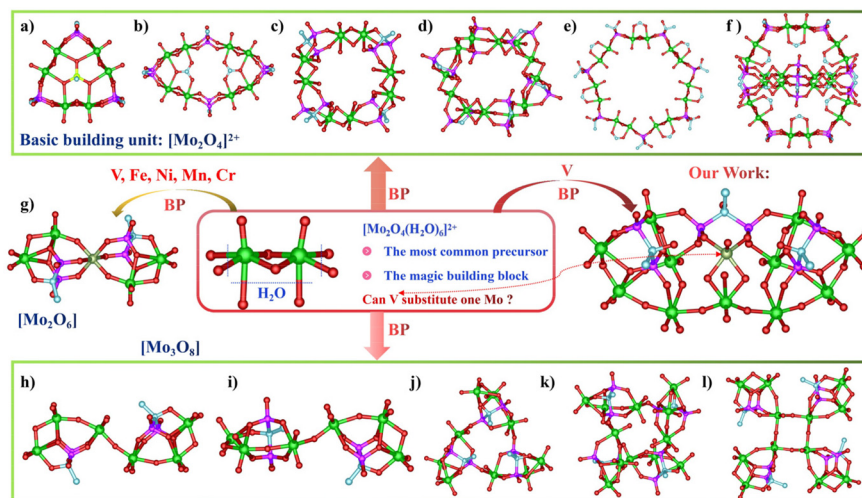 a) b) c) d) e) f)
Basic building unit: [Mo₂O₄]²⁺
V, Fe, Ni, Mn, Cr
BP
BP
V
BP
Our Work:
g)
[Mo₂O₄(H₂O)₆]²⁺
The most common precursor
The magic building block
H₂O
Can V substitute one Mo ?
[Mo₂O₆]
BP
[Mo₃O₈]
h) i) j) k) l)